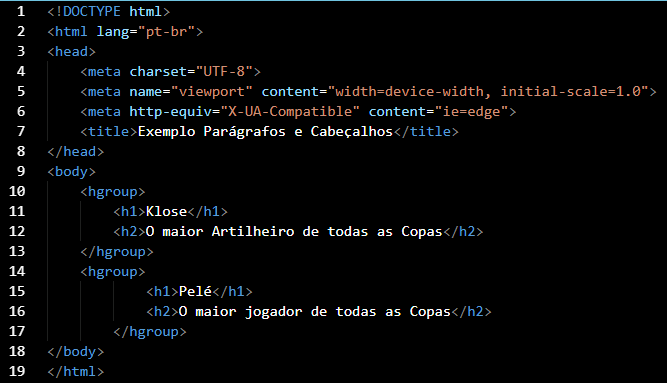 1 <!DOCTYPE html>
2 <html lang="pt-br">
3 <head>
4     <meta charset="UTF-8">
5     <meta name="viewport" content="width=device-width, initial-scale=1.0">
6     <meta http-equiv="X-UA-Compatible" content="ie=edge">
7     <title>Exemplo Parágrafos e Cabeçalhos</title>
8 </head>
9 <body>
10     <hgroup>
11         <h1>Klose</h1>
12         <h2>O maior Artilheiro de todas as Copas</h2>
13     </hgroup>
14     <hgroup>
15             <h1>Pelé</h1>
16             <h2>O maior jogador de todas as Copas</h2>
17         </hgroup>
18 </body>
19 </html>